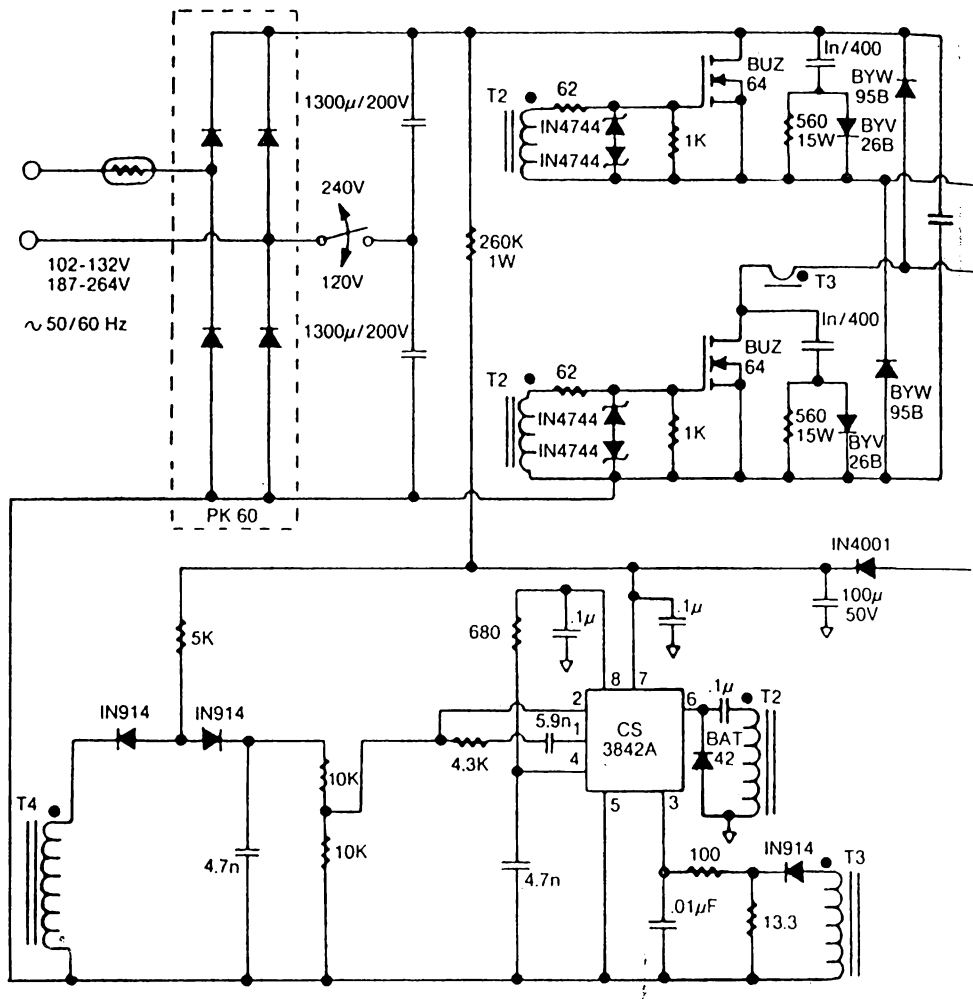 In/400
BUZ
64
BYW
95B
T2
62
1300μ/200V
IN4744
1K
560
15W
BYV
26B
IN4744
240V
260K
1W
102-132V
187-264V
120V
T3
∿ 50/60 Hz
1300μ/200V
In/400
BUZ
64
T2
62
BYW
95B
IN4744
1K
560
15W
BYV
26B
IN4744
PK 60
IN4001
100μ
50V
.1μ
.1μ
680
5K
8
7
2
6
.1μ
T2
IN914
IN914
5.9n
1
CS
3842A
BAT
42
4.3K
4
10K
5
3
T4
10K
4.7n
4.7n
100
IN914
T3
.01μF
13.3